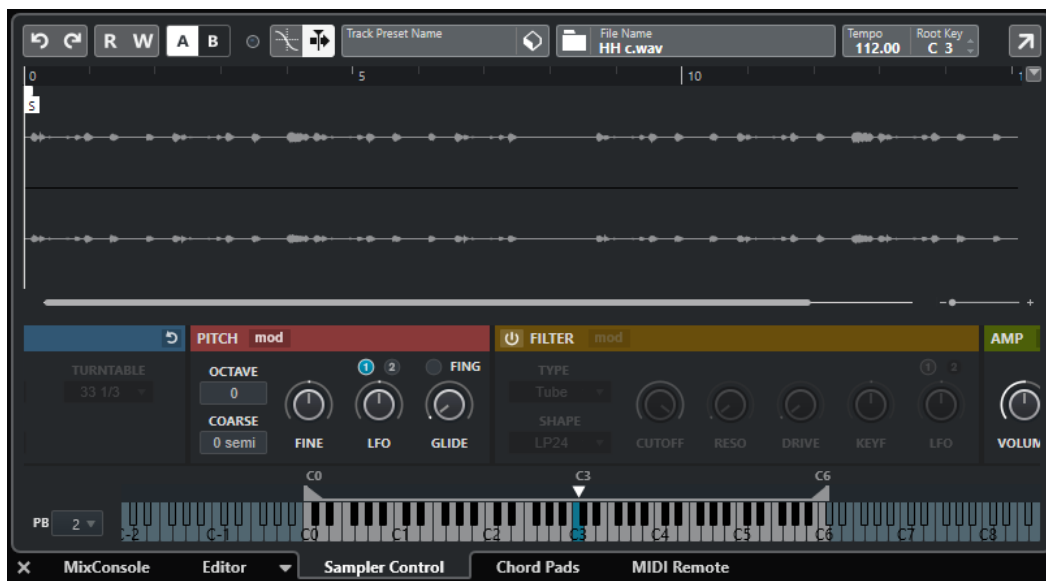 R W A B Track Preset Name File Name HH c.wav Tempo 112.00 Root Key C 3
0 5 10 1
S
PITCH mod FILTER mod AMP
TURNTABLE OCTAVE 1 2 FING TYPE 1 2
33 1/3 0 Tube
COARSE SHAPE
0 semi FINE LFO GLIDE LP24 CUTOFF RESO DRIVE KEYF LFO VOLUM
C0 C3 C6
PB 2
C-2 C-1 C0 C1 C2 C3 C4 C5 C6 C7 C8
MixConsole Editor Sampler Control Chord Pads MIDI Remote